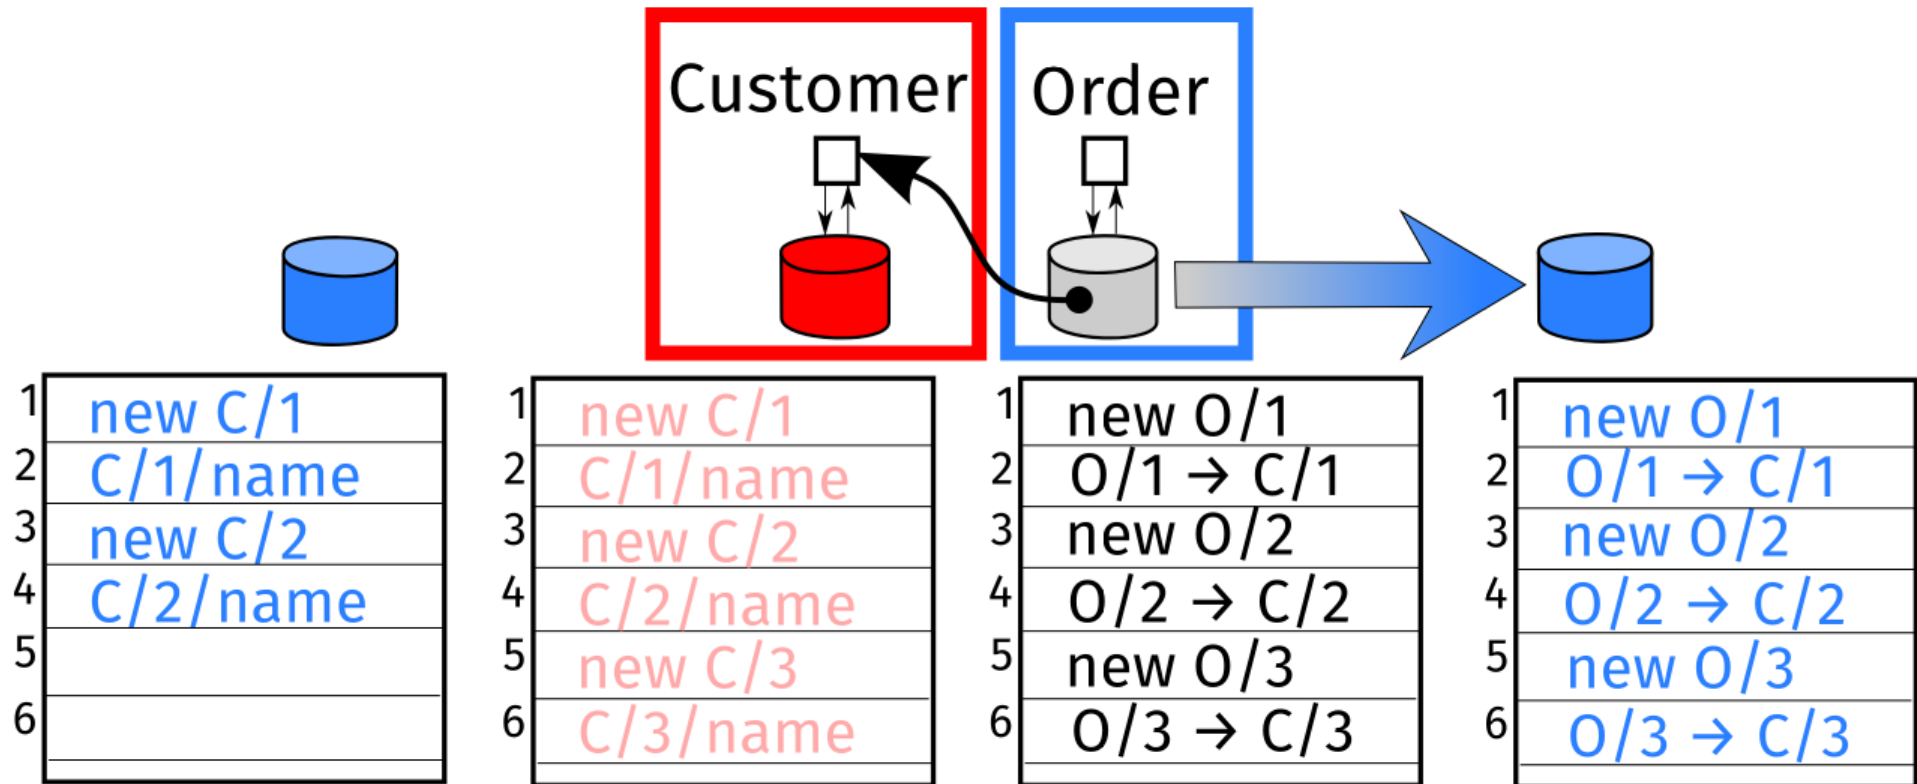 Customer
Order
1 new C/1
2 C/1/name
3 new C/2
4 C/2/name
5
6
1 new C/1
2 C/1/name
3 new C/2
4 C/2/name
5 new C/3
6 C/3/name
1 new O/1
2 O/1 → C/1
3 new O/2
4 O/2 → C/2
5 new O/3
6 O/3 → C/3
1 new O/1
2 O/1 → C/1
3 new O/2
4 O/2 → C/2
5 new O/3
6 O/3 → C/3